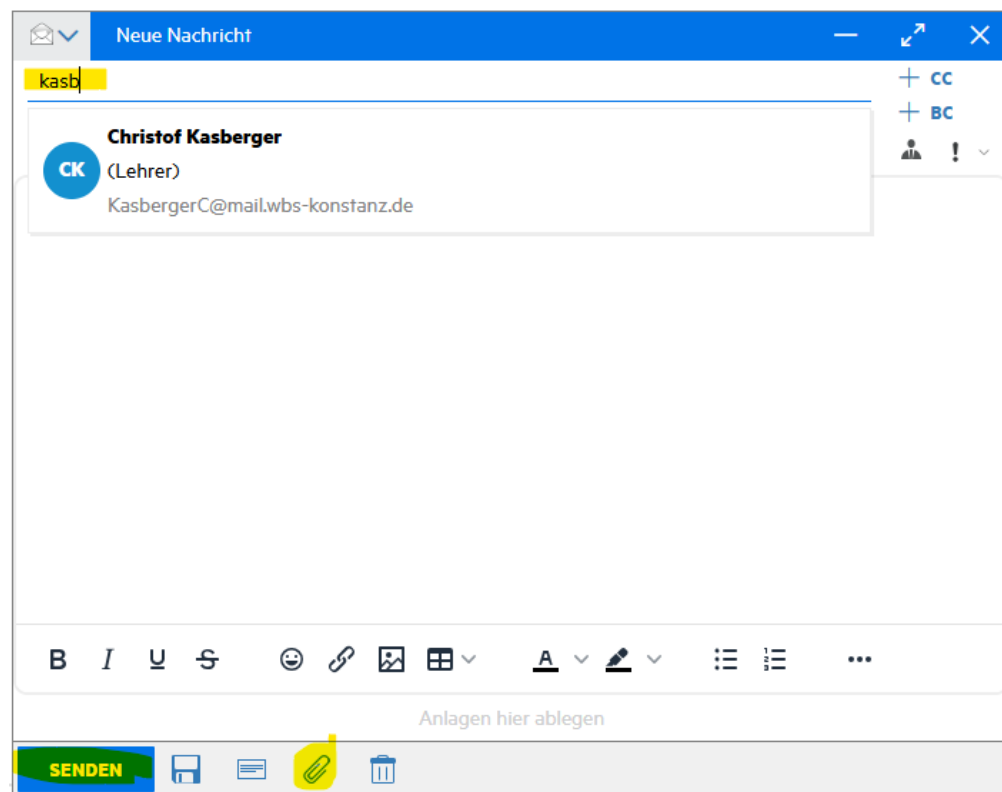 Neue Nachricht
kasb
CC
BC
Christof Kasberger
CK
(Lehrer)
KasbergerC@mail.wbs-konstanz.de
B I U S
A
Anlagen hier ablegen
SENDEN